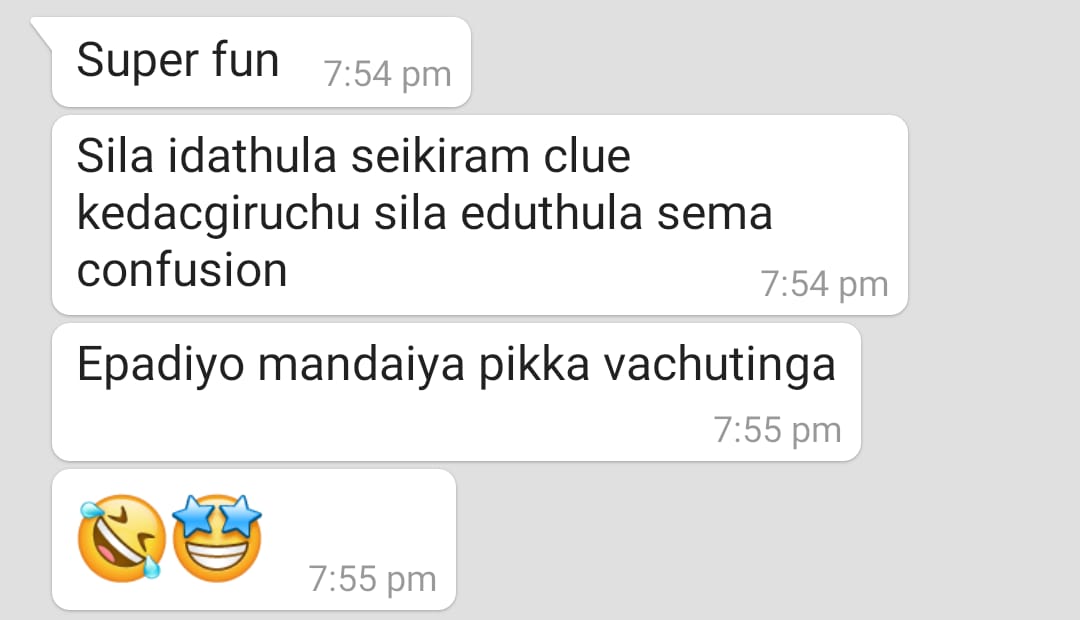 Super fun 7:54 pm
Sila idathula seikiram clue
kedacgiruchu sila eduthula sema
confusion 7:54 pm
Epadiyo mandaiya pikka vachutinga
7:55 pm
🤣🤩 7:55 pm